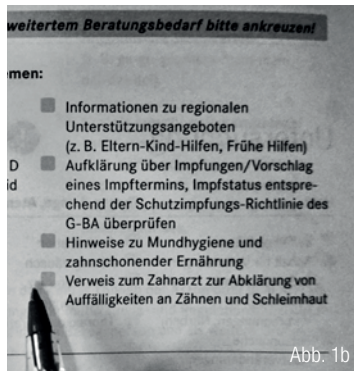 weitertem Beratungsbedarf bitte ankreuzen!
men:
Informationen zu regionalen
Unterstützungsangeboten
(z. B. Eltern-Kind-Hilfen, Frühe Hilfen)
D Aufklärung über Impfungen/Vorschlag
id eines Impftermins, Impfstatus entspre-
chend der Schutzimpfungs-Richtlinie des
G-BA überprüfen
Hinweise zu Mundhygiene und
zahnschonender Ernährung
Verweis zum Zahnarzt zur Abklärung von
Auffälligkeiten an Zähnen und Schleimhaut
Abb. 1b